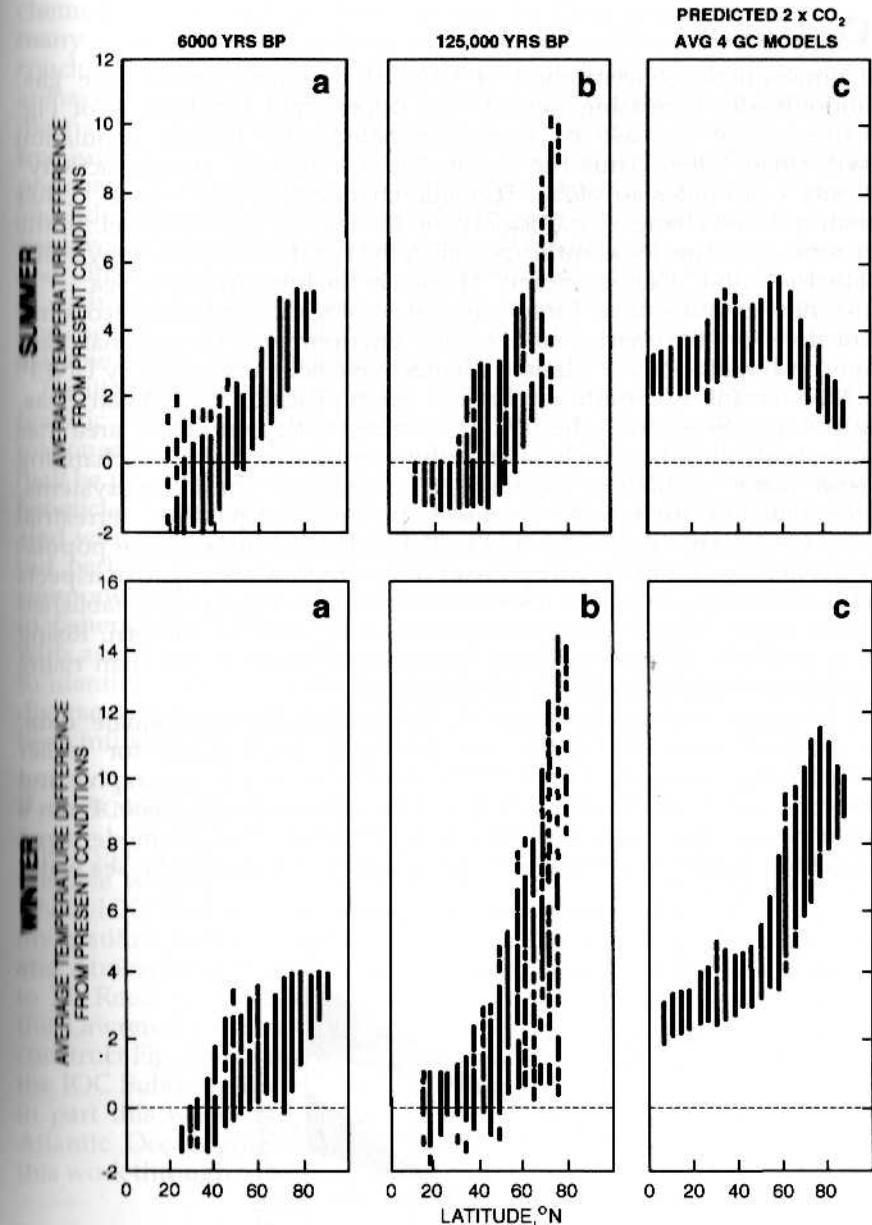 PREDICTED 2 x CO₂
6000 YRS BP 125,000 YRS BP AVG 4 GC MODELS
SUMMER
AVERAGE TEMPERATURE DIFFERENCE
FROM PRESENT CONDITIONS
12
10
8
6
4
2
0
-2
a b c
WINTER
AVERAGE TEMPERATURE DIFFERENCE
FROM PRESENT CONDITIONS
16
14
12
10
8
6
4
2
0
-2
a b c
0 20 40 60 80 0 20 40 60 80 0 20 40 60 80
LATITUDE,°N